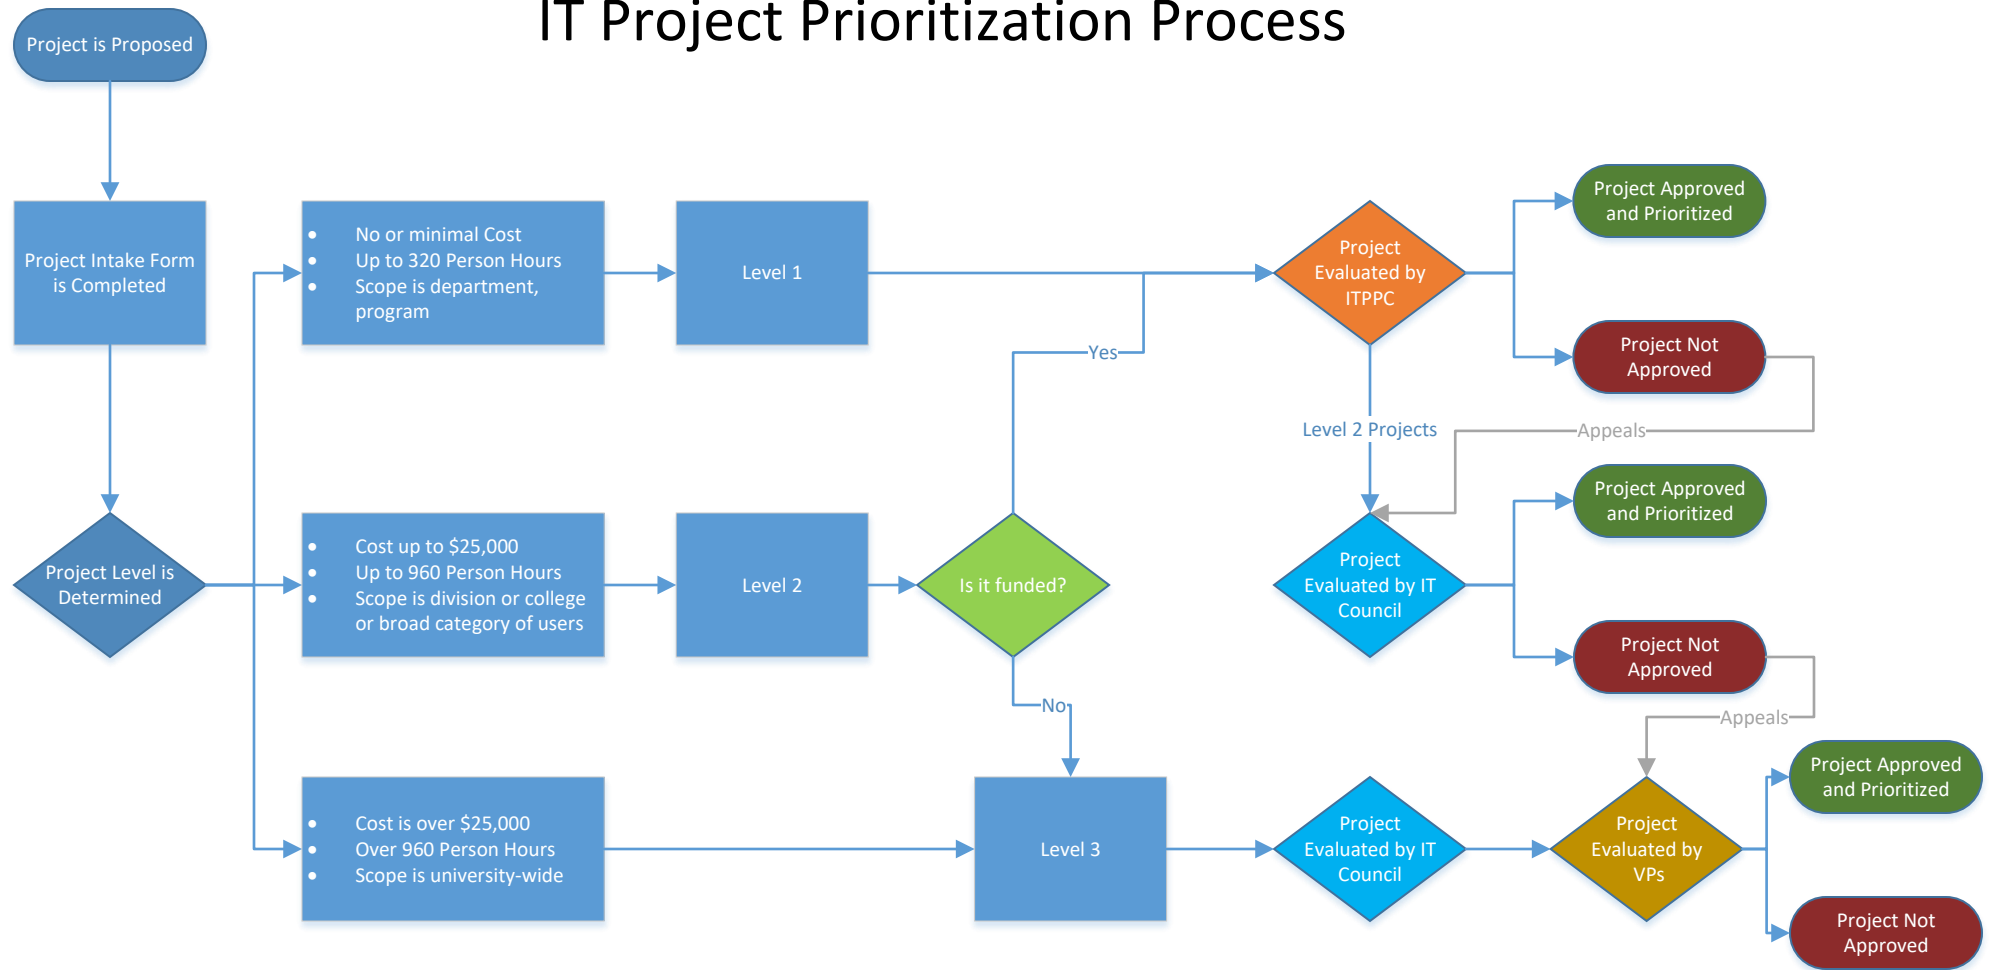 IT Project Prioritization Process
Project is Proposed
Project Intake Form
is Completed
Project Level is
Determined
• No or minimal Cost
• Up to 320 Person Hours
• Scope is department,
program
Level 1
• Cost up to $25,000
• Up to 960 Person Hours
• Scope is division or college
or broad category of users
Level 2
Is it funded?
Yes
No
• Cost is over $25,000
• Over 960 Person Hours
• Scope is university-wide
Level 3
Project
Evaluated by
ITPPC
Project Approved
and Prioritized
Project Not
Approved
Level 2 Projects
Appeals
Project
Evaluated by IT
Council
Project Approved
and Prioritized
Project Not
Approved
Appeals
Project
Evaluated by IT
Council
Project
Evaluated by
VPs
Project Approved
and Prioritized
Project Not
Approved